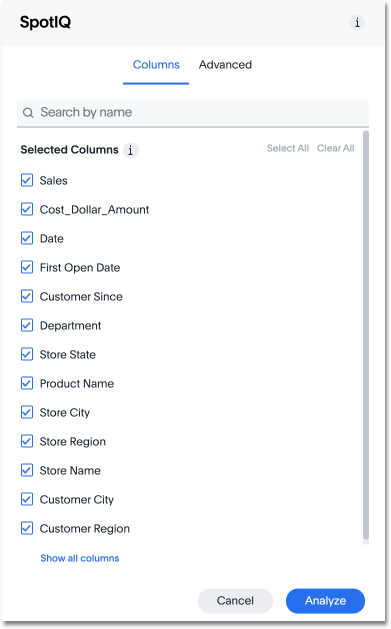 SpotIQ i
Columns Advanced
Search by name
Selected Columns i Select All Clear All
Sales
Cost_Dollar_Amount
Date
First Open Date
Customer Since
Department
Store State
Product Name
Store City
Store Region
Store Name
Customer City
Customer Region
Show all columns
Cancel Analyze